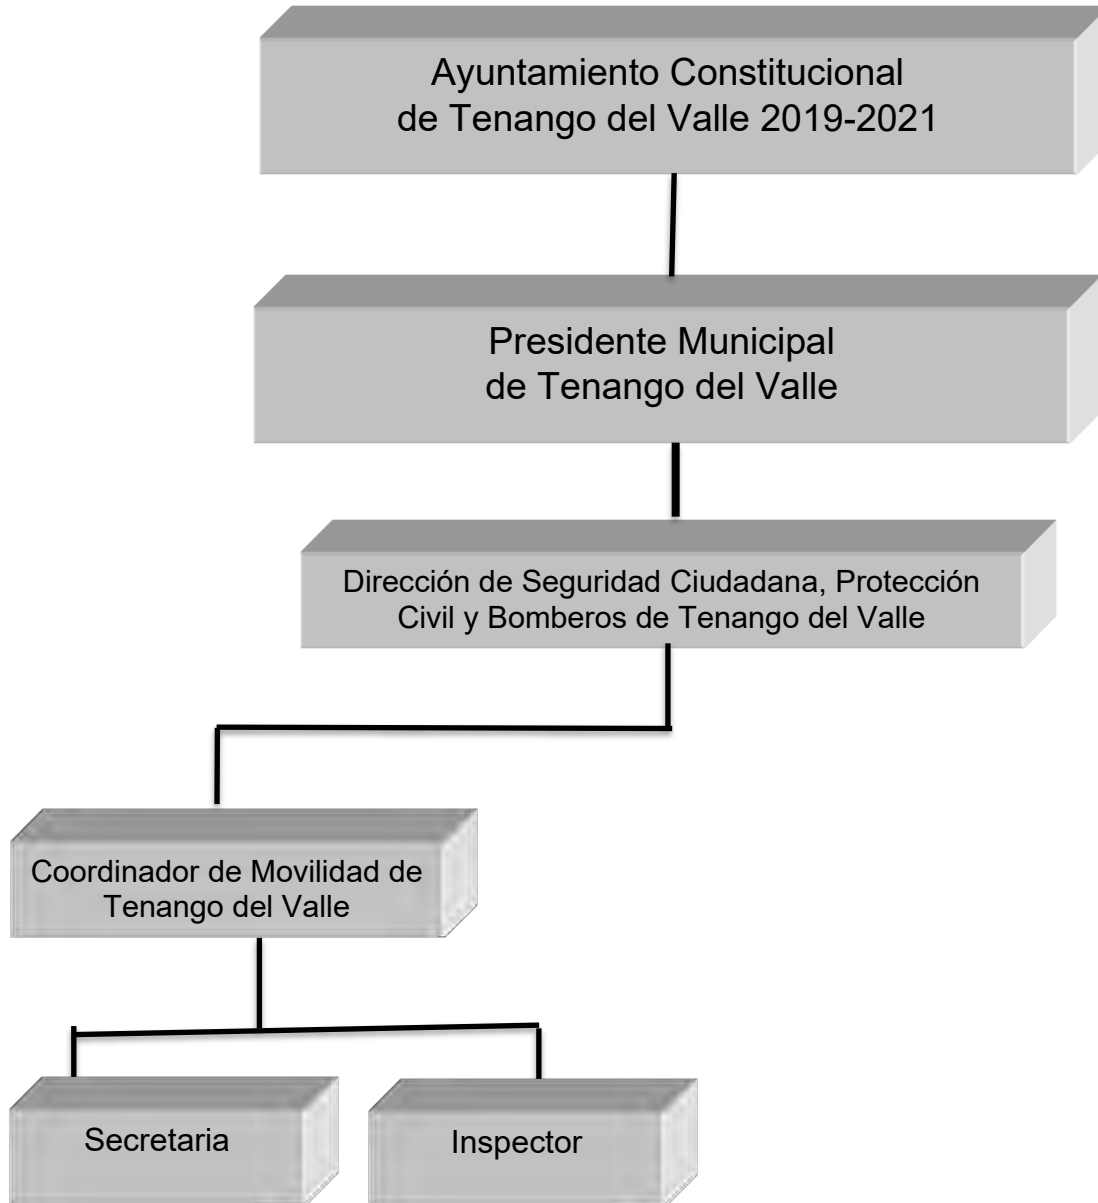 Ayuntamiento Constitucional
de Tenango del Valle 2019-2021
Presidente Municipal
de Tenango del Valle
Dirección de Seguridad Ciudadana, Protección
Civil y Bomberos de Tenango del Valle
Coordinador de Movilidad de
Tenango del Valle
Secretaria
Inspector